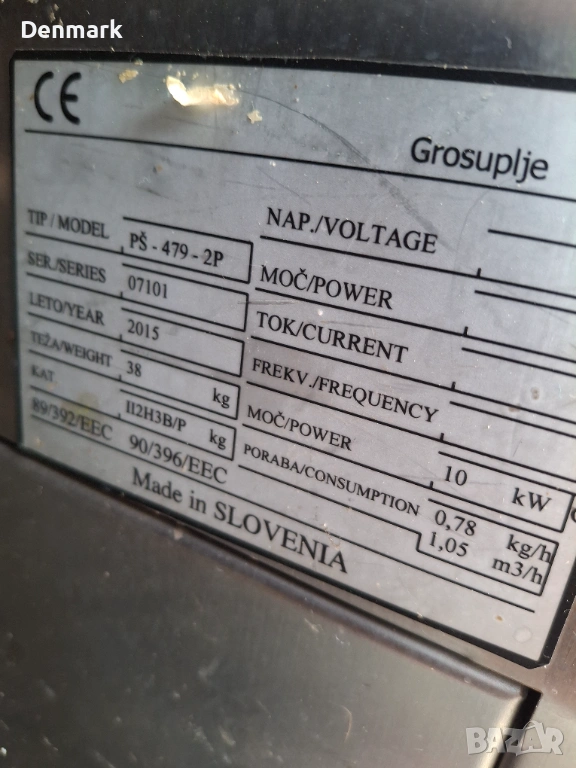 Denmark
CE
Grosuplje
TIP/MODEL PŠ - 479 - 2P
SER./SERIES 07101
LETO/YEAR 2015
TEŽA/WEIGHT 38 kg
KAT II2H3B/P kg
89/392/EEC 90/396/EEC
Made in SLOVENIA
NAP./VOLTAGE
MOČ/POWER
TOK/CURRENT
FREKV./FREQUENCY
MOČ/POWER 10 kW
PORABA/CONSUMPTION 0,78 kg/h
1,05 m3/h
bazar